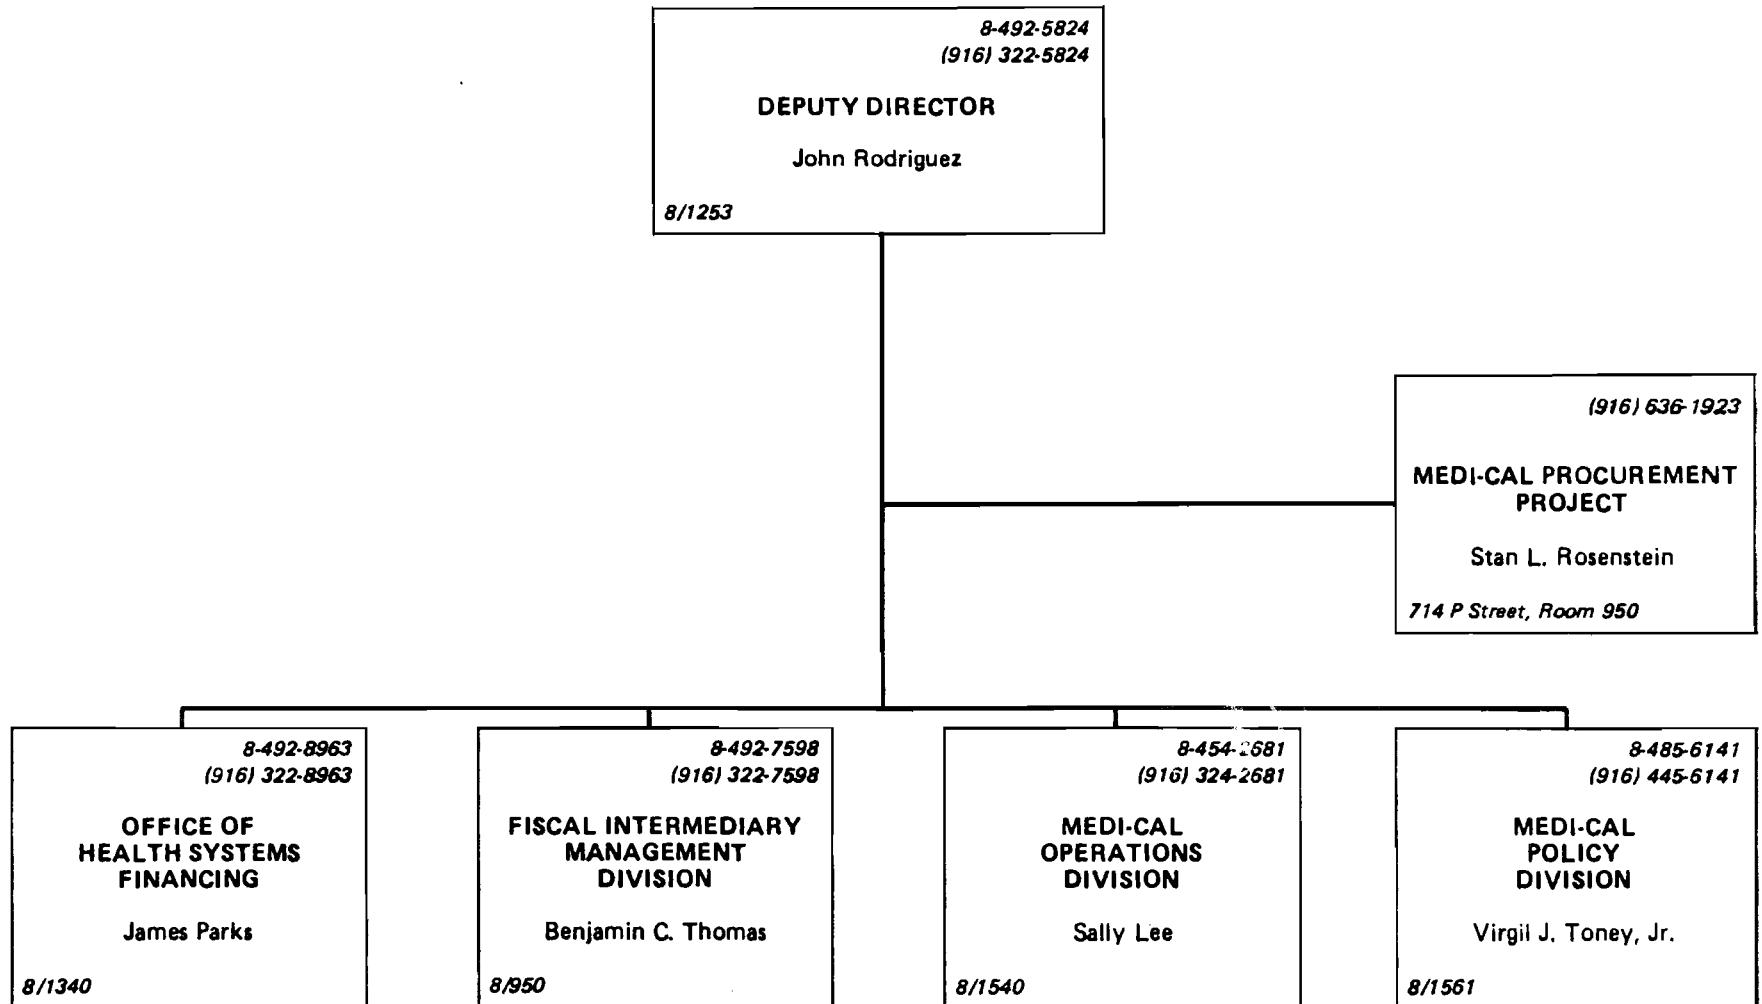 8-492-5824
(916) 322-5824
DEPUTY DIRECTOR
John Rodriguez
8/1253
(916) 636-1923
MEDI-CAL PROCUREMENT
PROJECT
Stan L. Rosenstein
714 P Street, Room 950
8-492-8963
(916) 322-8963
OFFICE OF
HEALTH SYSTEMS
FINANCING
James Parks
8/1340
8-492-7598
(916) 322-7598
FISCAL INTERMEDIARY
MANAGEMENT
DIVISION
Benjamin C. Thomas
8/950
8-454-2681
(916) 324-2681
MEDI-CAL
OPERATIONS
DIVISION
Sally Lee
8/1540
8-485-6141
(916) 445-6141
MEDI-CAL
POLICY
DIVISION
Virgil J. Toney, Jr.
8/1561